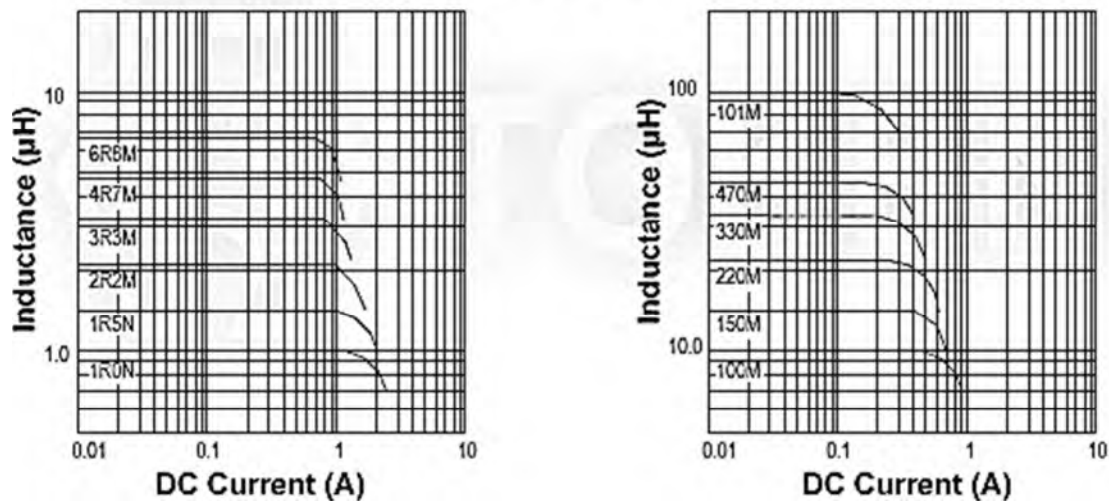 Inductance (µH)
10
1.0
6R8M
4R7M
3R3M
2R2M
1R5N
1R0N
0.01 0.1 1 10
DC Current (A)
Inductance (µH)
100
10.0
101M
470M
330M
220M
150M
100M
0.01 0.1 1 10
DC Current (A)